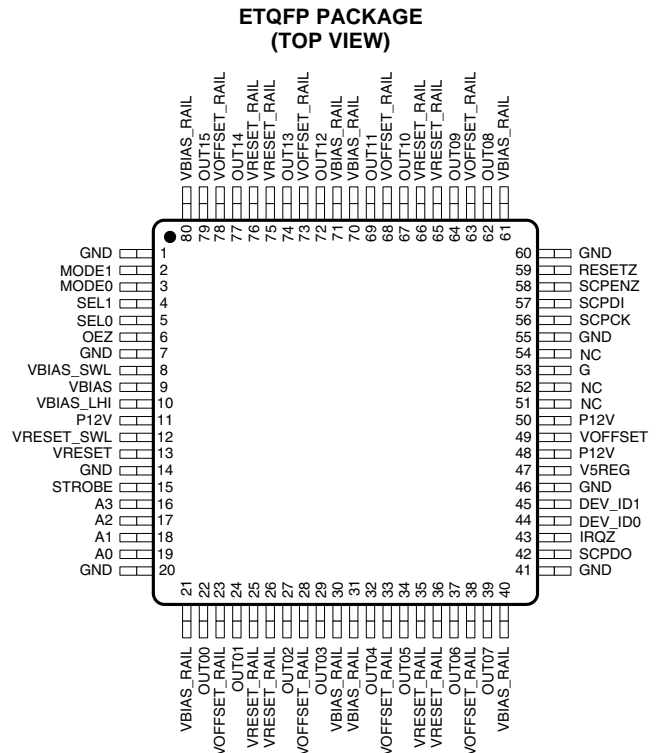 ETQFP PACKAGE
(TOP VIEW)
VBIAS_RAIL
OUT15
VOFFSET_RAIL
OUT14
VRESET_RAIL
VRESET_RAIL
OUT13
VOFFSET_RAIL
OUT12
VBIAS_RAIL
VBIAS_RAIL
OUT11
VOFFSET_RAIL
OUT10
VRESET_RAIL
VRESET_RAIL
OUT09
VOFFSET_RAIL
OUT08
VBIAS_RAIL
80
79
78
77
76
75
74
73
72
71
70
69
68
67
66
65
64
63
62
61
GND 1
MODE1 2
MODE0 3
SEL1 4
SEL0 5
OEZ 6
GND 7
VBIAS_SWL 8
VBIAS 9
VBIAS_LHI 10
P12V 11
VRESET_SWL 12
VRESET 13
GND 14
STROBE 15
A3 16
A2 17
A1 18
A0 19
GND 20
60 GND
59 RESETZ
58 SCPENZ
57 SCPDI
56 SCPCK
55 GND
54 NC
53 G
52 NC
51 NC
50 P12V
49 VOFFSET
48 P12V
47 V5REG
46 GND
45 DEV_ID1
44 DEV_ID0
43 IRQZ
42 SCPDO
41 GND
21
22
23
24
25
26
27
28
29
30
31
32
33
34
35
36
37
38
39
40
VBIAS_RAIL
OUT00
VOFFSET_RAIL
OUT01
VRESET_RAIL
VRESET_RAIL
OUT02
VOFFSET_RAIL
OUT03
VBIAS_RAIL
VBIAS_RAIL
OUT04
VOFFSET_RAIL
OUT05
VRESET_RAIL
VRESET_RAIL
OUT06
VOFFSET_RAIL
OUT07
VBIAS_RAIL